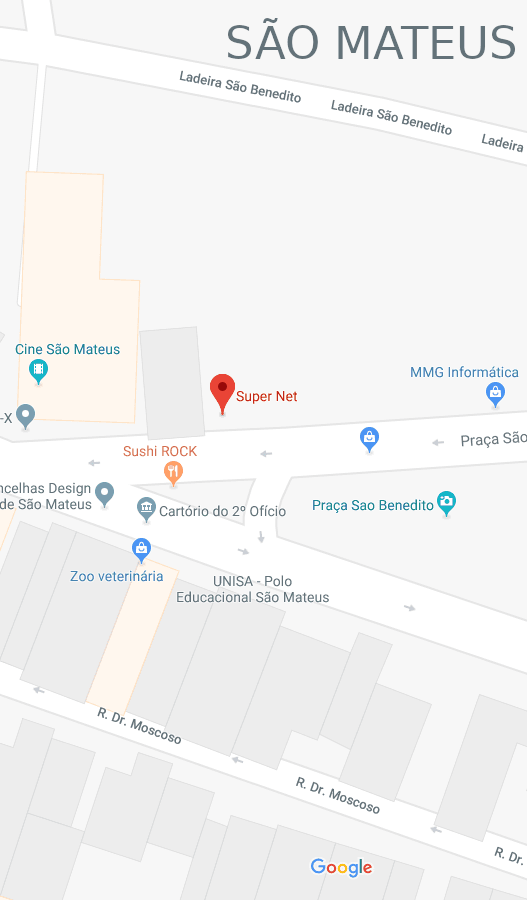 SÃO MATEUS
Ladeira São Benedito
Ladeira São Benedito
Ladeira
Cine São Mateus
MMG Informática
Super Net
-X
Praça São
Sushi ROCK
ncelhas Design
de São Mateus
Cartório do 2º Ofício
Praça Sao Benedito
Zoo veterinária
UNISA - Polo
Educacional São Mateus
R. Dr. Moscoso
R. Dr. Moscoso
R. Dr.
Google